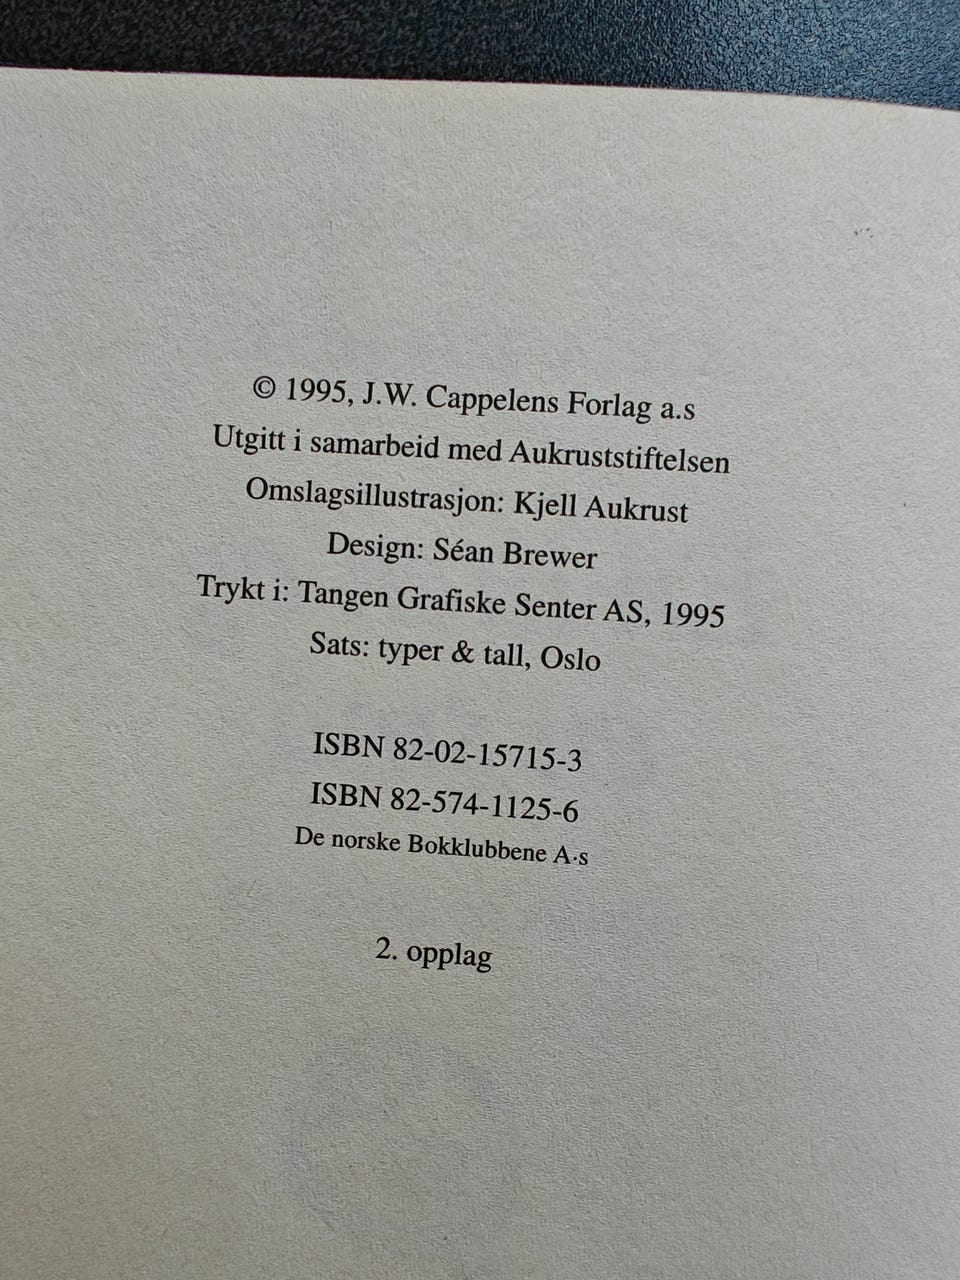 © 1995, J.W. Cappelens Forlag a.s
Utgitt i samarbeid med Aukruststiftelsen
Omslagsillustrasjon: Kjell Aukrust
Design: Séan Brewer
Trykt i: Tangen Grafiske Senter AS, 1995
Sats: typer & tall, Oslo
ISBN 82-02-15715-3
ISBN 82-574-1125-6
De norske Bokklubbene A·s
2. opplag